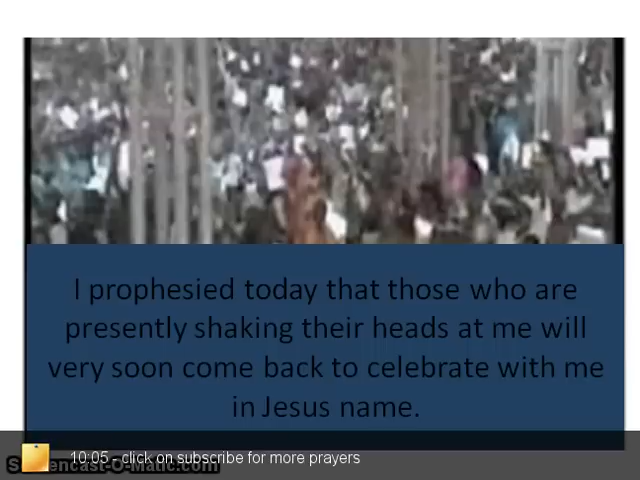 I prophesied today that those who are
presently shaking their heads at me will
very soon come back to celebrate with me
in Jesus name.
10:05 - click on subscribe for more prayers
Screencast-O-Matic.com